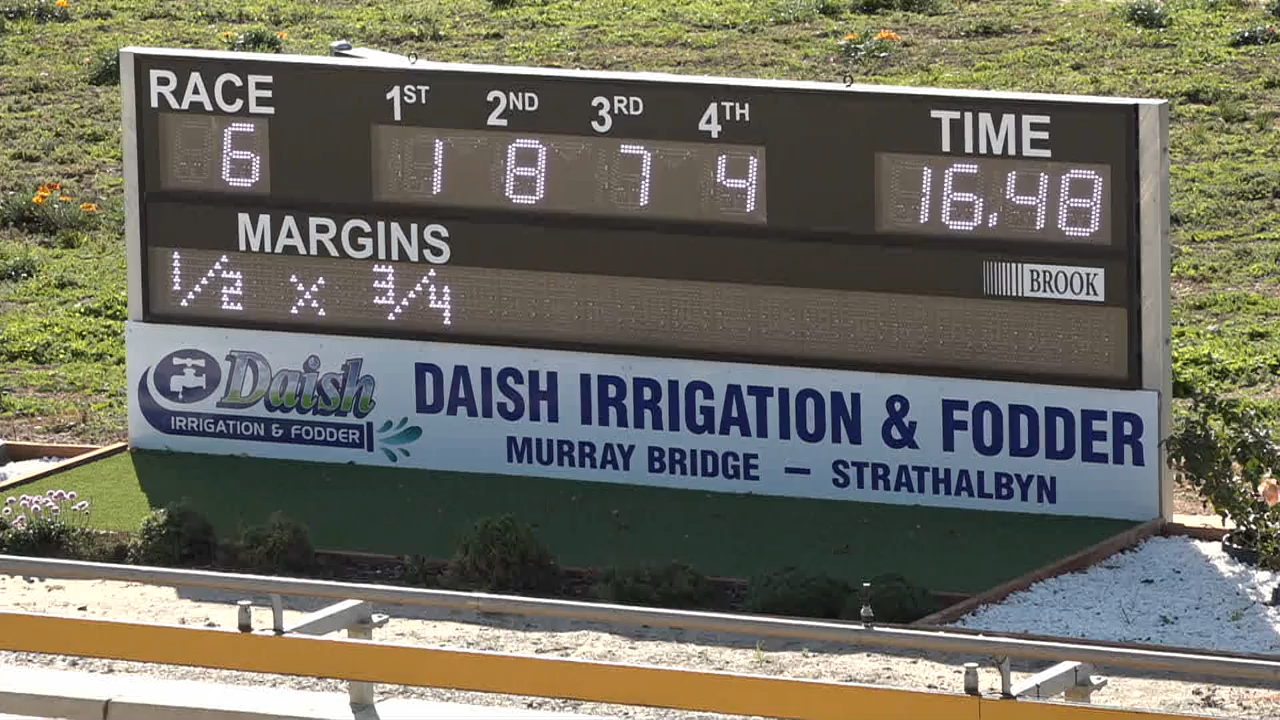 RACE 1ST 2ND 3RD 4TH TIME
6 1 8 7 4 16.48
MARGINS
1/2 x 3/4
BROOK
Daish
IRRIGATION & FODDER
DAISH IRRIGATION & FODDER
MURRAY BRIDGE – STRATHALBYN